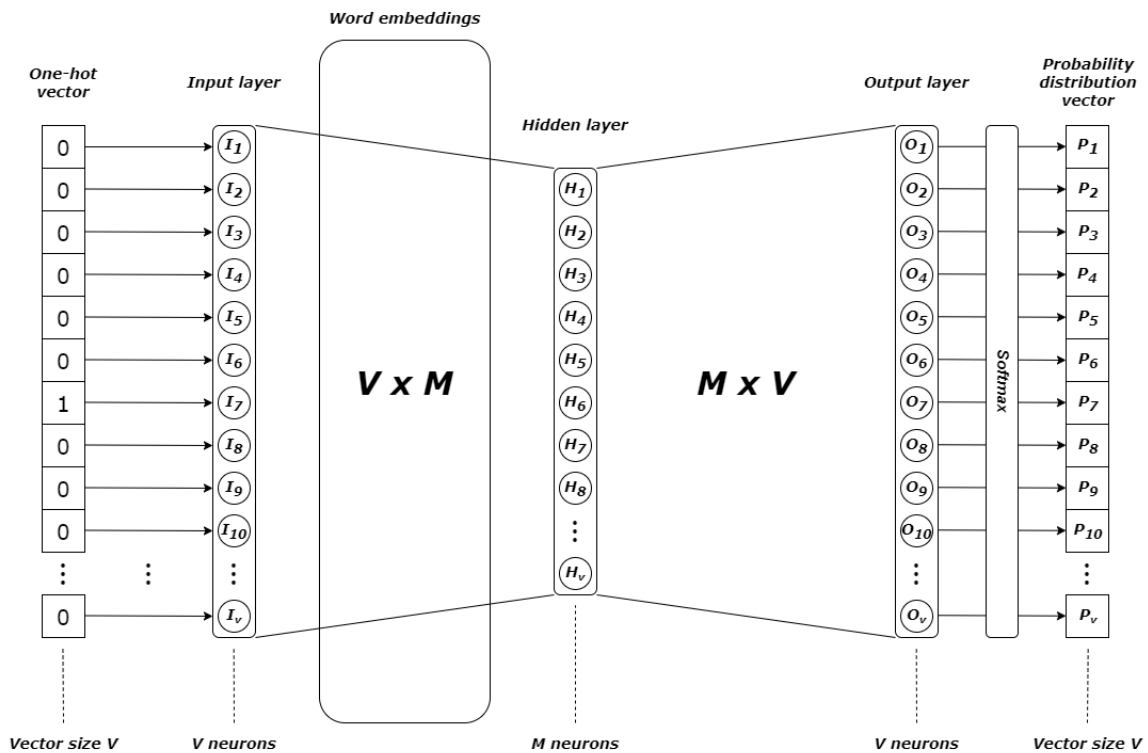 Word embeddings
One-hot
vector
Input layer
Hidden layer
Output layer
Probability
distribution
vector
0 I1 O1 P1
0 I2 H1 O2 P2
0 I3 H2 O3 P3
0 I4 H3 O4 P4
0 I5 H4 O5 P5
0 I6 H5 O6 P6
1 I7 H6 O7 P7
0 I8 H7 O8 P8
0 I9 H8 O9 P9
0 I10 ⋮ O10 P10
⋮ ⋮ ⋮ Hv ⋮ ⋮
0 Iv Ov Pv
V x M
M x V
Softmax
Vector size V
V neurons
M neurons
V neurons
Vector size V